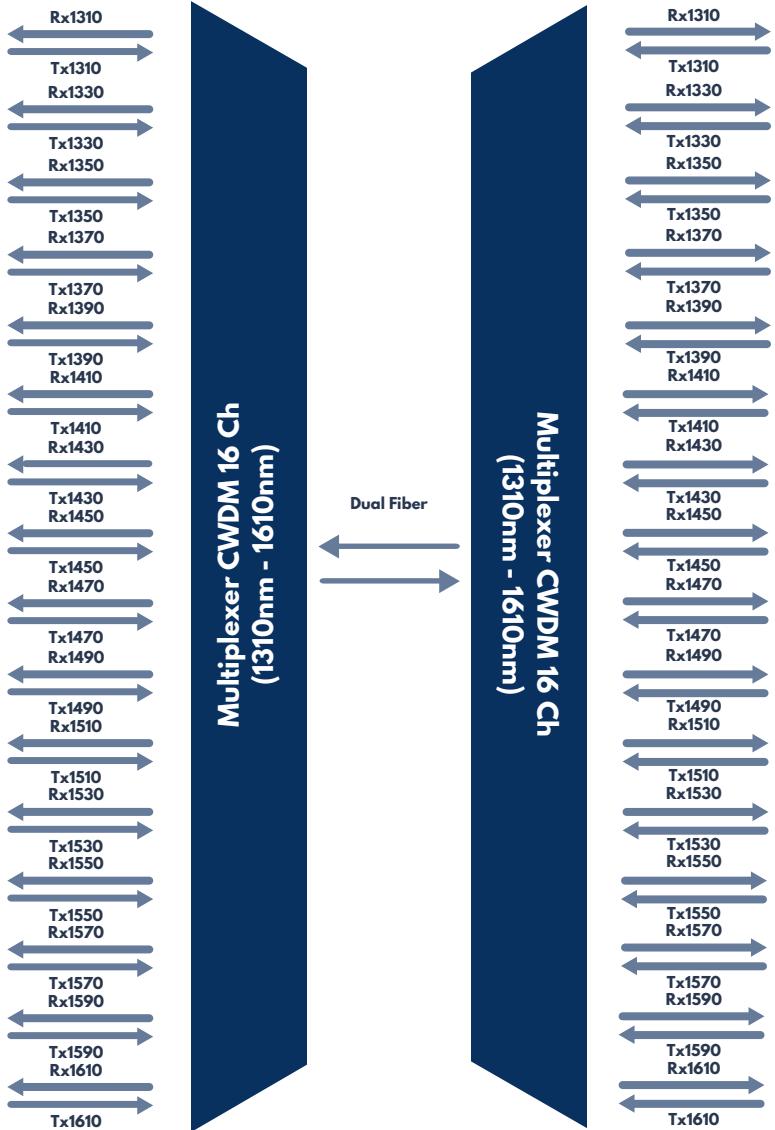 Rx1310
Tx1310
Rx1330
Tx1330
Rx1350
Tx1350
Rx1370
Tx1370
Rx1390
Tx1390
Rx1410
Tx1410
Rx1430
Tx1430
Rx1450
Tx1450
Rx1470
Tx1470
Rx1490
Tx1490
Rx1510
Tx1510
Rx1530
Tx1530
Rx1550
Tx1550
Rx1570
Tx1570
Rx1590
Tx1590
Rx1610
Tx1610
Multiplexer CWDM 16 Ch
(1310nm - 1610nm)
Dual Fiber
Multiplexer CWDM 16 Ch
(1310nm - 1610nm)
Rx1310
Tx1310
Rx1330
Tx1330
Rx1350
Tx1350
Rx1370
Tx1370
Rx1390
Tx1390
Rx1410
Tx1410
Rx1430
Tx1430
Rx1450
Tx1450
Rx1470
Tx1470
Rx1490
Tx1490
Rx1510
Tx1510
Rx1530
Tx1530
Rx1550
Tx1550
Rx1570
Tx1570
Rx1590
Tx1590
Rx1610
Tx1610